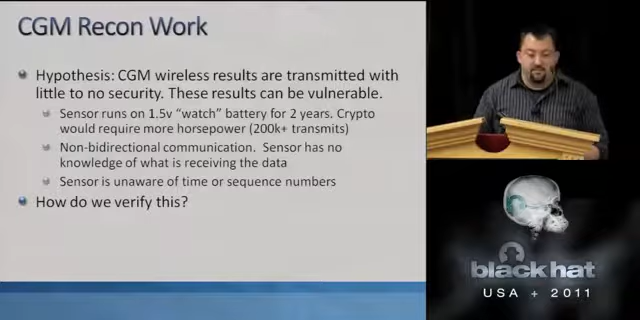 CGM Recon Work
Hypothesis: CGM wireless results are transmitted with
little to no security. These results can be vulnerable.
Sensor runs on 1.5v “watch” battery for 2 years. Crypto
would require more horsepower (200k+ transmits)
Non-bidirectional communication. Sensor has no
knowledge of what is receiving the data
Sensor is unaware of time or sequence numbers
How do we verify this?
black hat
USA + 2011